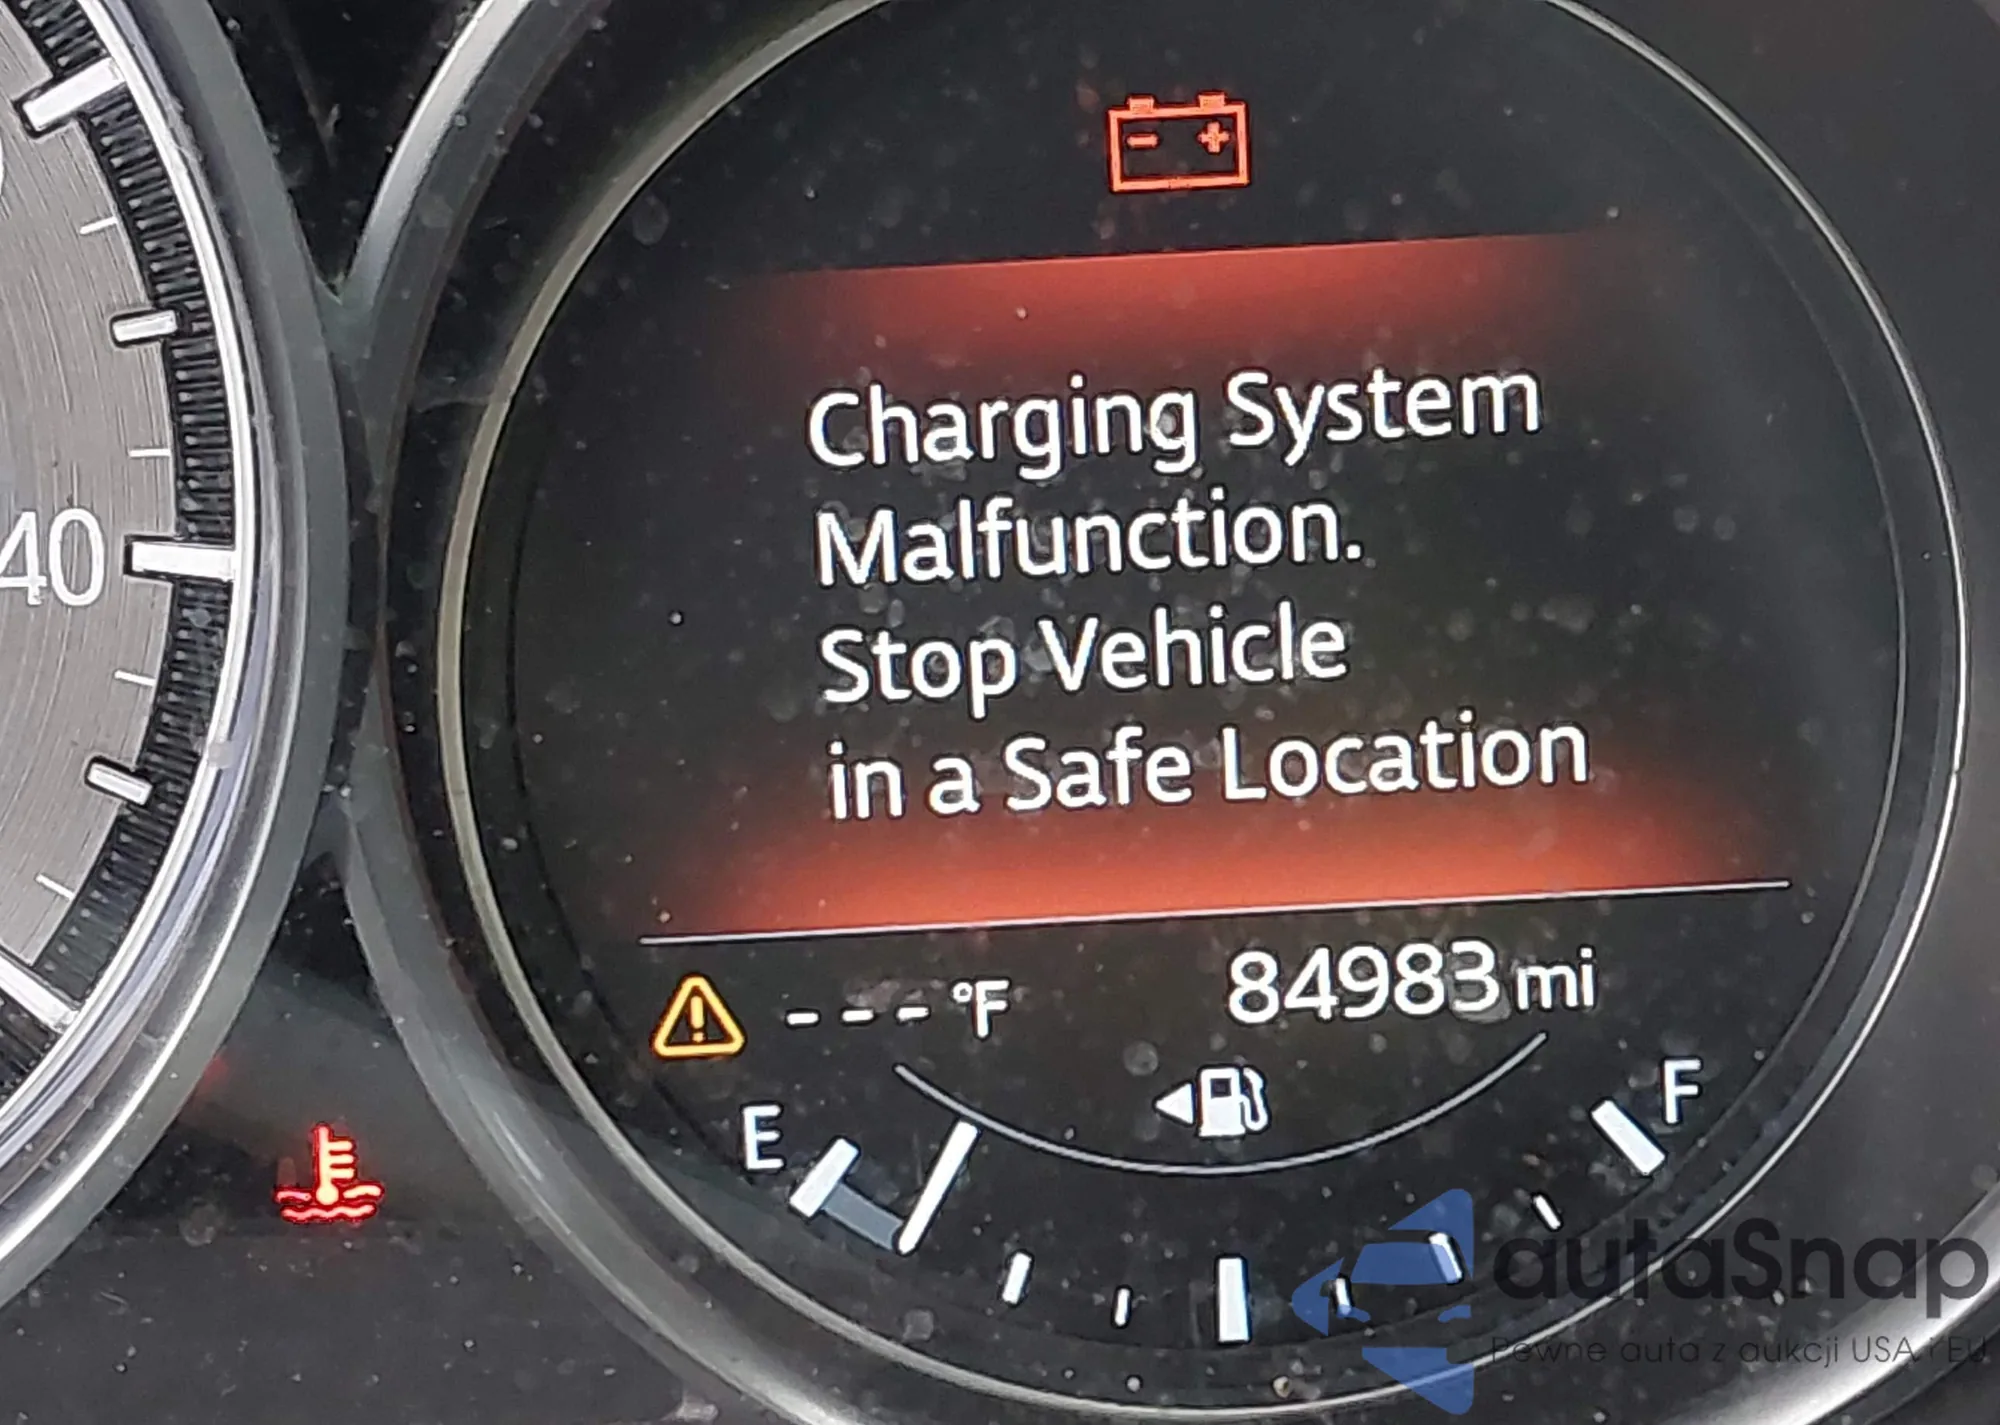 40
Charging System
Malfunction.
Stop Vehicle
in a Safe Location
--- °F
84983 mi
E
F
autaSnap
Pewne auta z aukcji USA i EU